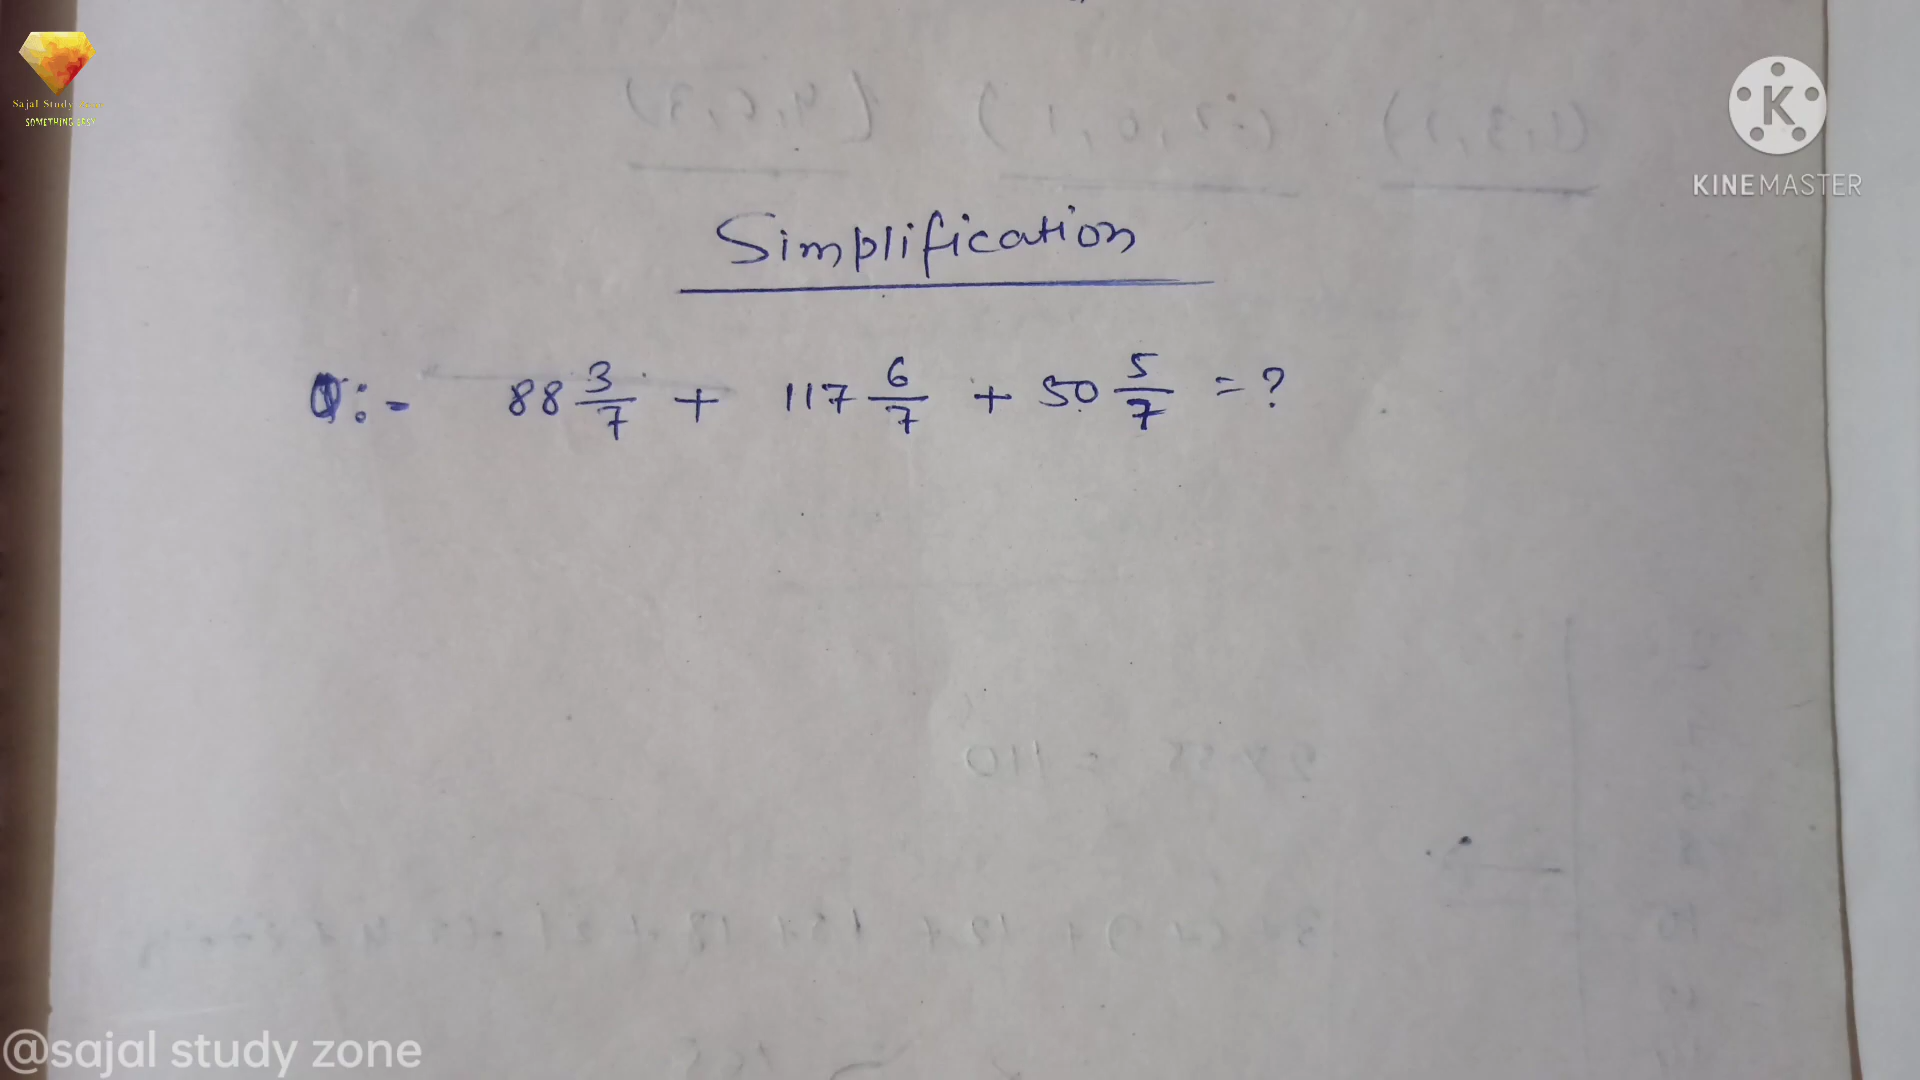 Sajal Study Zone
SOMETHING EASY
K
KINEMASTER
Simplification
Q:- 88 3/7 + 117 6/7 + 50 5/7 = ?
@sajal study zone